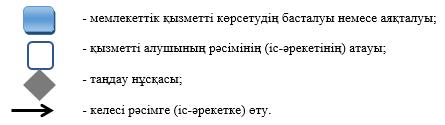 - мемлекеттік қызметті көрсетудің басталуы немесе аяқталуы;
- қызметті алушының рәсімінің (іс-әрекетінің) атауы;
- таңдау нұсқасы;
- келесі рәсімге (іс-әрекетке) өту.